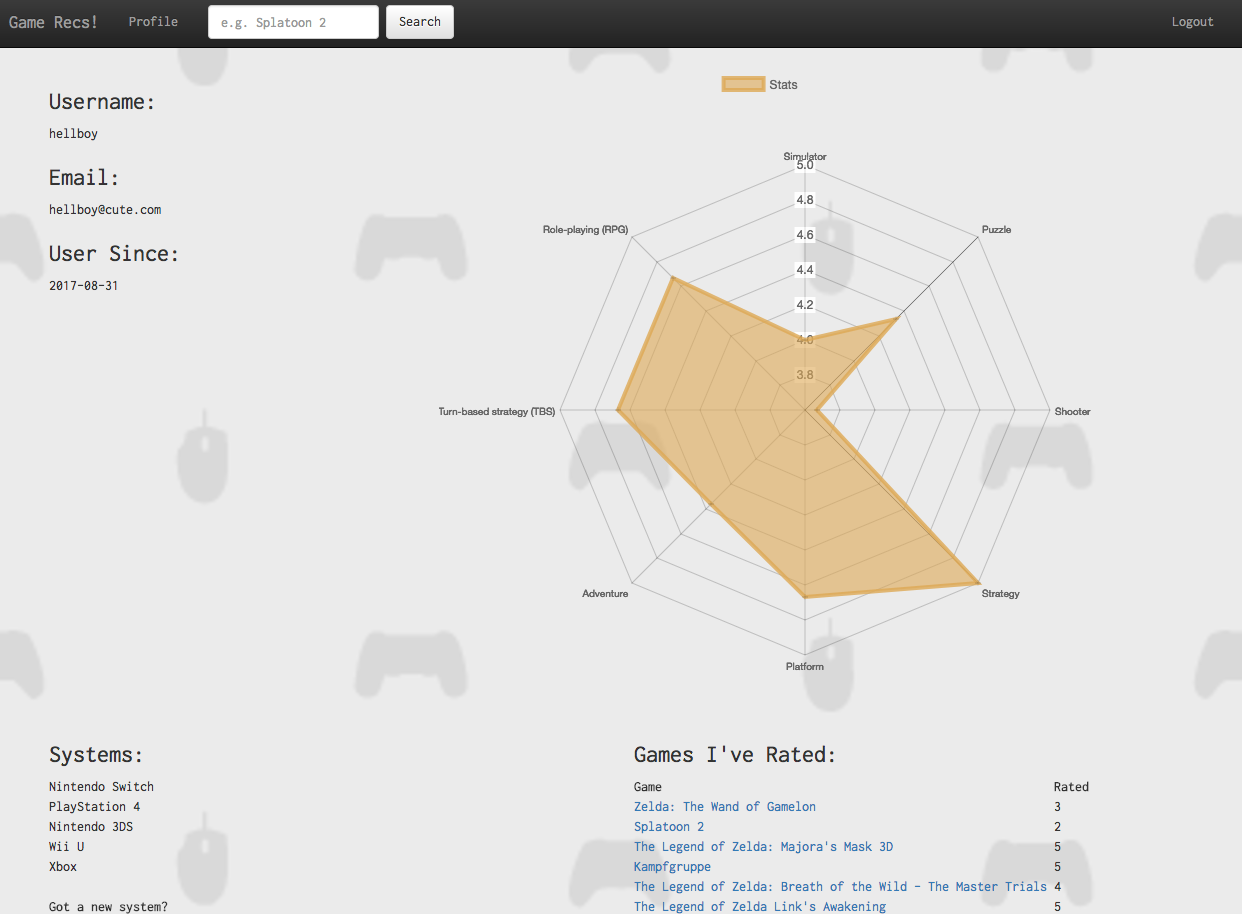 Game Recs! Profile e.g. Splatoon 2 Search Logout
Stats
Username:
hellboy
Email:
hellboy@cute.com
User Since:
2017-08-31
Simulator
5.0
4.8
4.6
4.4
4.2
4.0
3.8
Role-playing (RPG)
Puzzle
Turn-based strategy (TBS)
Shooter
Adventure
Strategy
Platform
Systems:
Nintendo Switch
PlayStation 4
Nintendo 3DS
Wii U
Xbox
Got a new system?
Games I've Rated:
Game Rated
Zelda: The Wand of Gamelon 3
Splatoon 2 2
The Legend of Zelda: Majora's Mask 3D 5
Kampfgruppe 5
The Legend of Zelda: Breath of the Wild - The Master Trials 4
The Legend of Zelda Link's Awakening 5